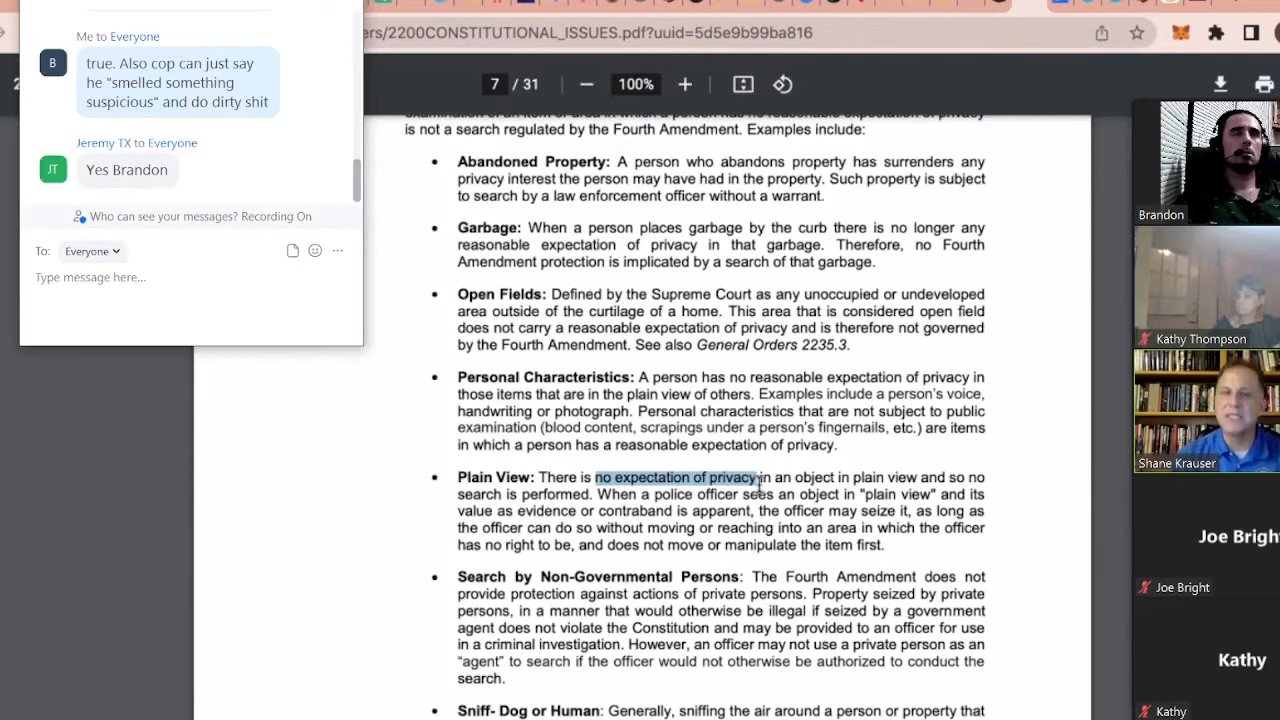 Me to Everyone
B
true. Also cop can just say
he "smelled something
suspicious" and do dirty shit
Jeremy TX to Everyone
JT
Yes Brandon
Who can see your messages? Recording On
To: Everyone
Type message here...
ers/2200CONSTITUTIONAL_ISSUES.pdf?uuid=5d5e9b99ba816
7 / 31
100%
is not a search regulated by the Fourth Amendment. Examples include:
• Abandoned Property: A person who abandons property has surrenders any
privacy interest the person may have had in the property. Such property is subject
to search by a law enforcement officer without a warrant.
• Garbage: When a person places garbage by the curb there is no longer any
reasonable expectation of privacy in that garbage. Therefore, no Fourth
Amendment protection is implicated by a search of that garbage.
• Open Fields: Defined by the Supreme Court as any unoccupied or undeveloped
area outside of the curtilage of a home. This area that is considered open field
does not carry a reasonable expectation of privacy and is therefore not governed
by the Fourth Amendment. See also General Orders 2235.3.
• Personal Characteristics: A person has no reasonable expectation of privacy in
those items that are in the plain view of others. Examples include a person's voice,
handwriting or photograph. Personal characteristics that are not subject to public
examination (blood content, scrapings under a person's fingernails, etc.) are items
in which a person has a reasonable expectation of privacy.
• Plain View: There is no expectation of privacy in an object in plain view and so no
search is performed. When a police officer sees an object in "plain view" and its
value as evidence or contraband is apparent, the officer may seize it, as long as
the officer can do so without moving or reaching into an area in which the officer
has no right to be, and does not move or manipulate the item first.
• Search by Non-Governmental Persons: The Fourth Amendment does not
provide protection against actions of private persons. Property seized by private
persons, in a manner that would otherwise be illegal if seized by a government
agent does not violate the Constitution and may be provided to an officer for use
in a criminal investigation. However, an officer may not use a private person as an
“agent” to search if the officer would not otherwise be authorized to conduct the
search.
• Sniff- Dog or Human: Generally, sniffing the air around a person or property that
Brandon
Kathy Thompson
Shane Krauser
Joe Brigh
Joe Bright
Kathy
Kathy